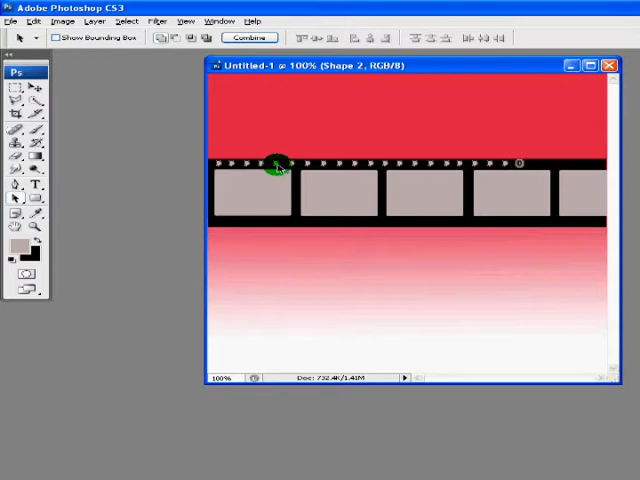 Adobe Photoshop CS3
File Edit Image Layer Select Filter View Window Help
Show Bounding Box Combine
Ps
Untitled-1 @ 100% (Shape 2, RGB/8)
T
100% Doc: 732.4K/1.41M